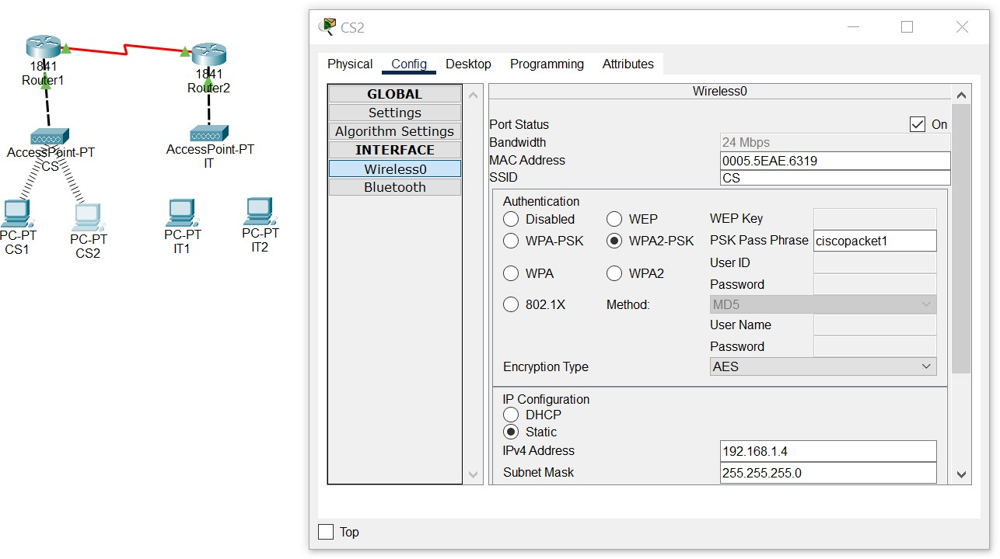 1841
Router1
1841
Router2
AccessPoint-PT
CS
AccessPoint-PT
IT
PC-PT
CS1
PC-PT
CS2
PC-PT
IT1
PC-PT
IT2
CS2
Physical Config Desktop Programming Attributes
GLOBAL
Settings
Algorithm Settings
INTERFACE
Wireless0
Bluetooth
Wireless0
Port Status On
Bandwidth 24 Mbps
MAC Address 0005.5EAE.6319
SSID CS
Authentication
Disabled WEP WEP Key
WPA-PSK WPA2-PSK PSK Pass Phrase ciscopacket1
User ID
WPA WPA2
Password
802.1X Method: MD5
User Name
Password
Encryption Type AES
IP Configuration
DHCP
Static
IPv4 Address 192.168.1.4
Subnet Mask 255.255.255.0
Top